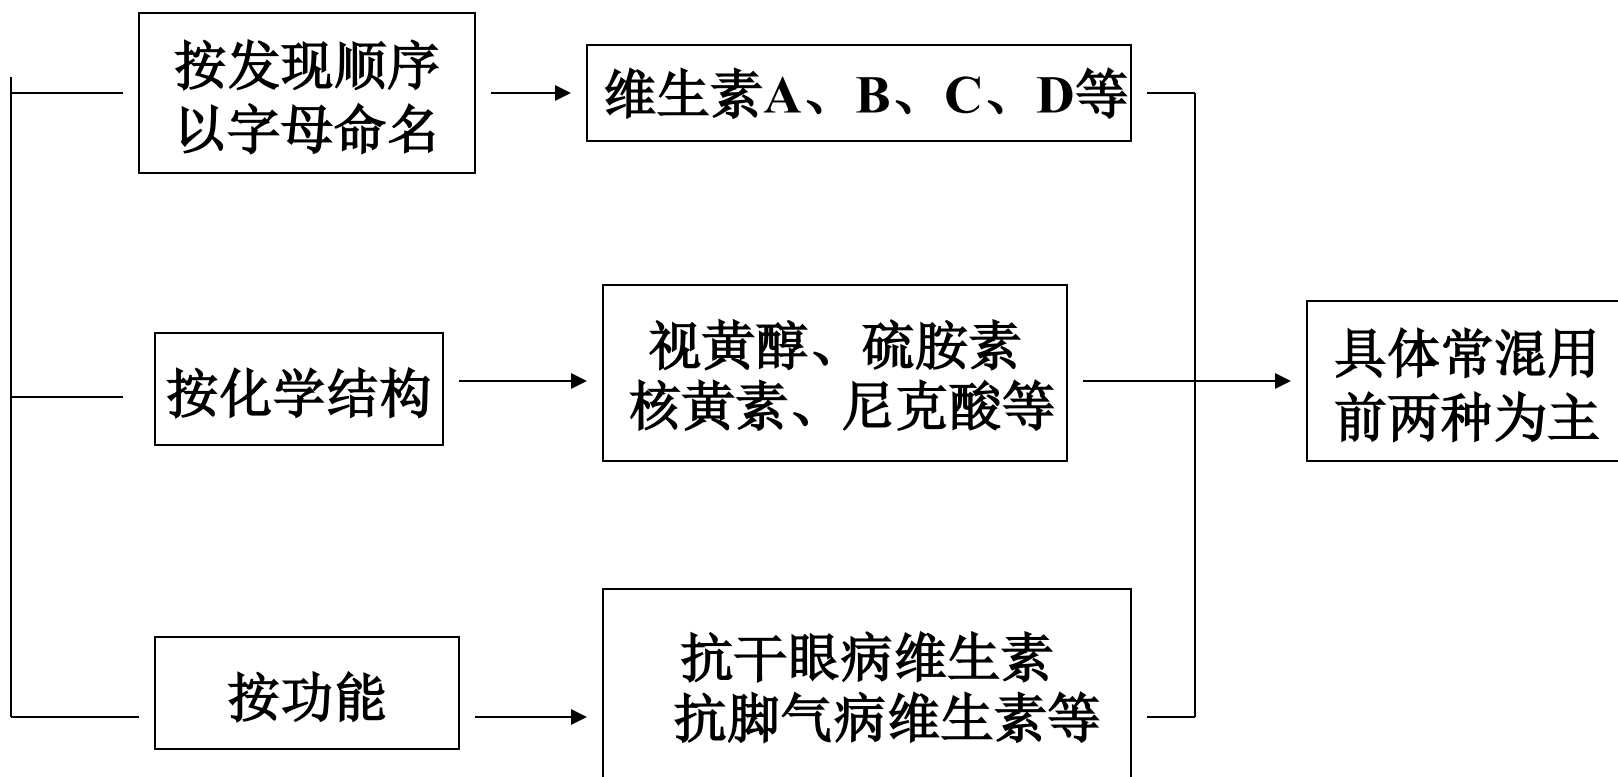 按发现顺序
以字母命名
维生素A、B、C、D等
按化学结构
视黄醇、硫胺素
核黄素、尼克酸等
具体常混用
前两种为主
按功能
抗干眼病维生素
抗脚气病维生素等